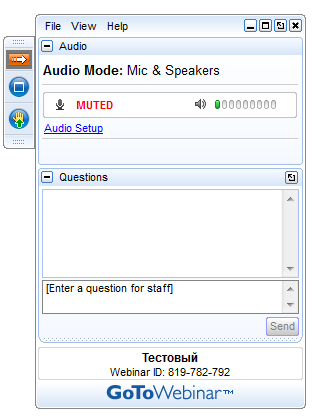 File View Help
Audio
Audio Mode: Mic & Speakers
MUTED
Audio Setup
Questions
[Enter a question for staff]
Send
Тестовый
Webinar ID: 819-782-792
GoToWebinar™